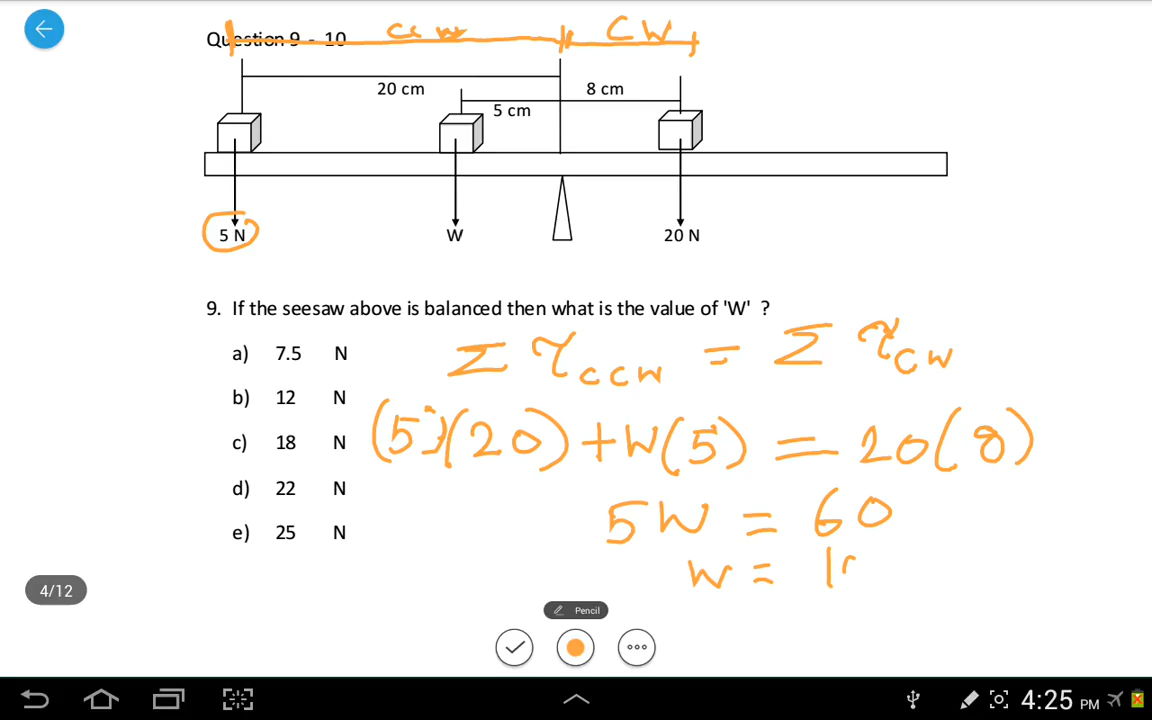 Question 9 - 10
ccw
CW
20 cm
8 cm
5 cm
5 N
W
20 N
9. If the seesaw above is balanced then what is the value of 'W' ?
Σ τccw = Σ τcw
a) 7.5 N
b) 12 N
(5)(20) + W(5) = 20(8)
c) 18 N
d) 22 N
5W = 60
e) 25 N
W =
4/12
Pencil
4:25 PM